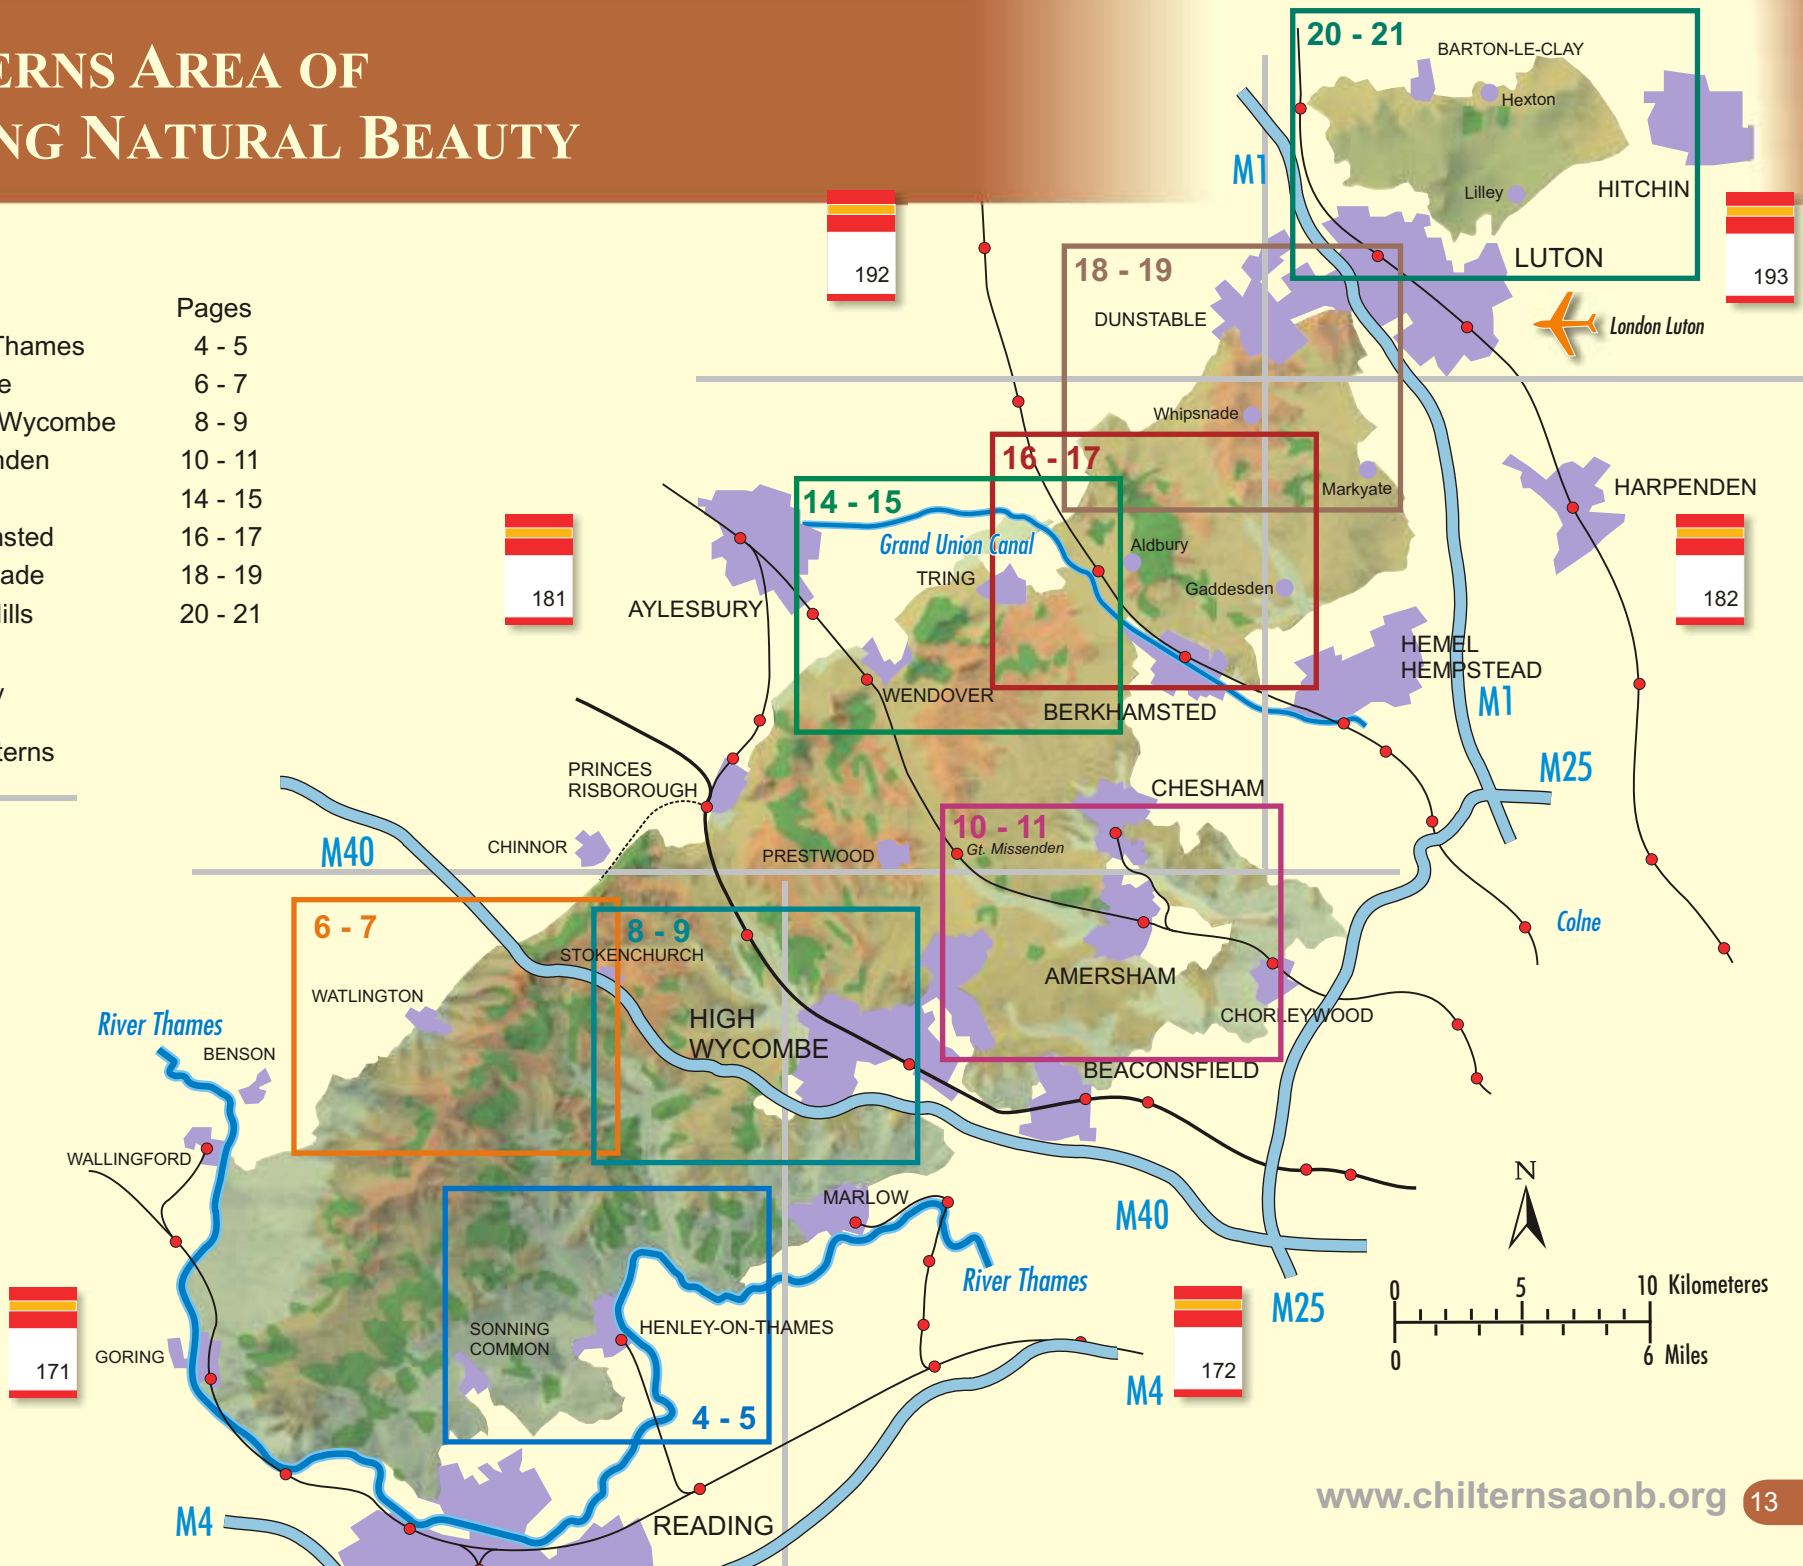 ERNS AREA OF
NG NATURAL BEAUTY
Pages
Thames 4 - 5
e 6 - 7
Wycombe 8 - 9
nden 10 - 11
14 - 15
nsted 16 - 17
ade 18 - 19
Hills 20 - 21
y
terns
20 - 21
BARTON-LE-CLAY
Hexton
M1
Lilley
HITCHIN
192
193
LUTON
18 - 19
DUNSTABLE
London Luton
Whipsnade
16 - 17
Markyate
HARPENDEN
14 - 15
Grand Union Canal
Aldbury
181
182
TRING
Gaddesden
AYLESBURY
HEMEL
HEMPSTEAD
WENDOVER
BERKHAMSTED
M1
PRINCES
RISBOROUGH
M25
CHESHAM
10 - 11
CHINNOR
M40
PRESTWOOD
Gt. Missenden
6 - 7
8 - 9
Colne
STOKENCHURCH
AMERSHAM
WATLINGTON
River Thames
HIGH
WYCOMBE
CHORLEYWOOD
BENSON
BEACONSFIELD
WALLINGFORD
MARLOW
N
M40
River Thames
M25
0 5 10 Kilometeres
0 6 Miles
SONNING
COMMON
HENLEY-ON-THAMES
GORING
171
172
M4
4 - 5
M4
READING
www.chilternsaonb.org 13